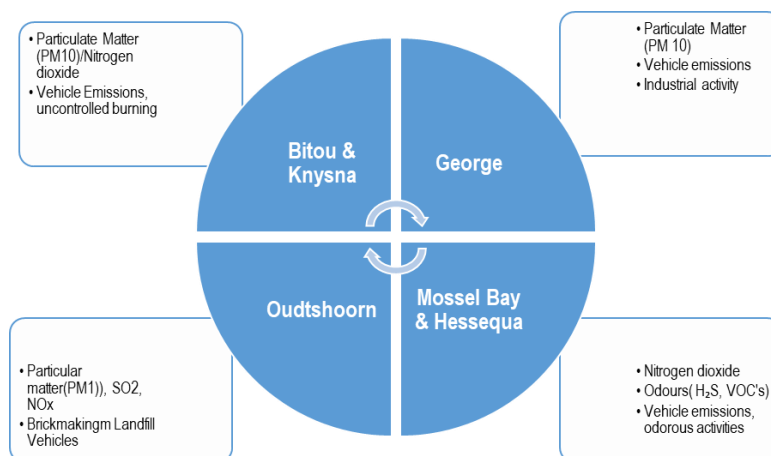 • Particulate Matter
(PM10)/Nitrogen
dioxide
• Vehicle Emissions,
uncontrolled burning
• Particulate Matter
(PM 10)
• Vehicle emissions
• Industrial activity
Bitou &
Knysna
George
Oudtshoorn
Mossel Bay
& Hessequa
• Particular
matter(PM1)), SO2,
NOx
• Brickmakingm Landfill
Vehicles
• Nitrogen dioxide
• Odours( H₂S, VOC's)
• Vehicle emissions,
odorous activities